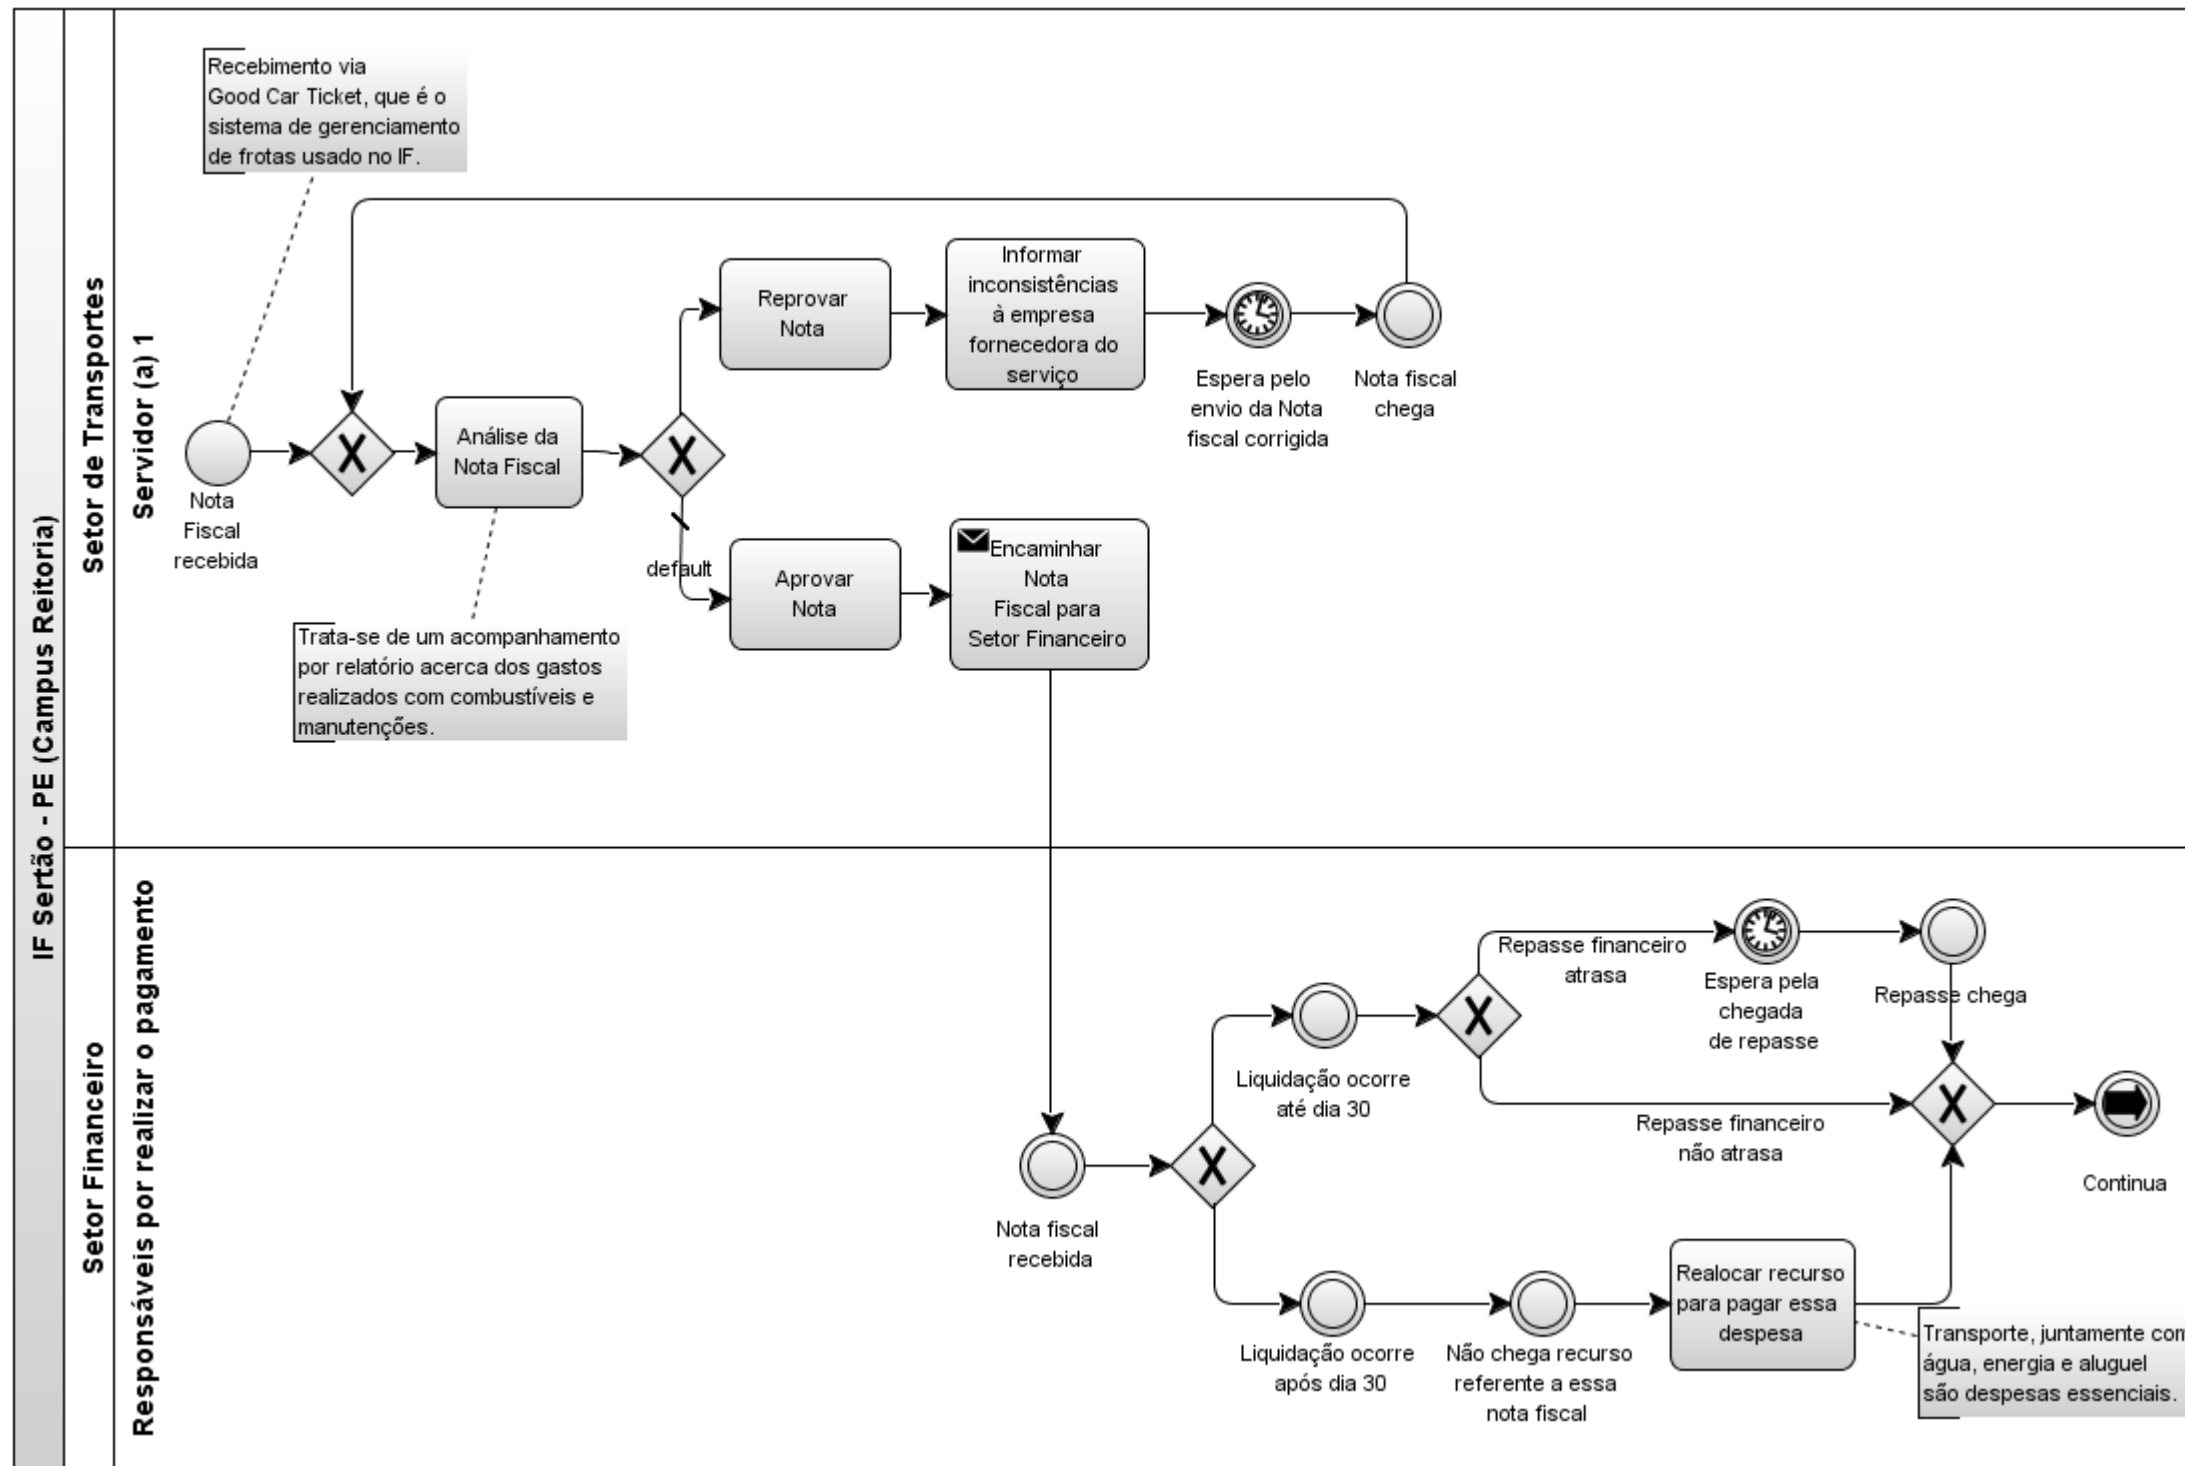 IF Sertão - PE (Campus Reitoria)
Setor de Transportes
Servidor (a) 1
Recebimento via
Good Car Ticket, que é o
sistema de gerenciamento
de frotas usado no IF.
Nota
Fiscal
recebida
Análise da
Nota Fiscal
Trata-se de um acompanhamento
por relatório acerca dos gastos
realizados com combustíveis e
manutenções.
Reprovar
Nota
Informar
inconsistências
à empresa
fornecedora do
serviço
Espera pelo
envio da Nota
fiscal corrigida
Nota fiscal
chega
default
Aprovar
Nota
Encaminhar
Nota
Fiscal para
Setor Financeiro
Setor Financeiro
Responsáveis por realizar o pagamento
Nota fiscal
recebida
Liquidação ocorre
até dia 30
Repasse financeiro
atrasa
Espera pela
chegada
de repasse
Repasse chega
Repasse financeiro
não atrasa
Continua
Liquidação ocorre
após dia 30
Não chega recurso
referente a essa
nota fiscal
Realocar recurso
para pagar essa
despesa
Transporte, juntamente com
água, energia e aluguel
são despesas essenciais.